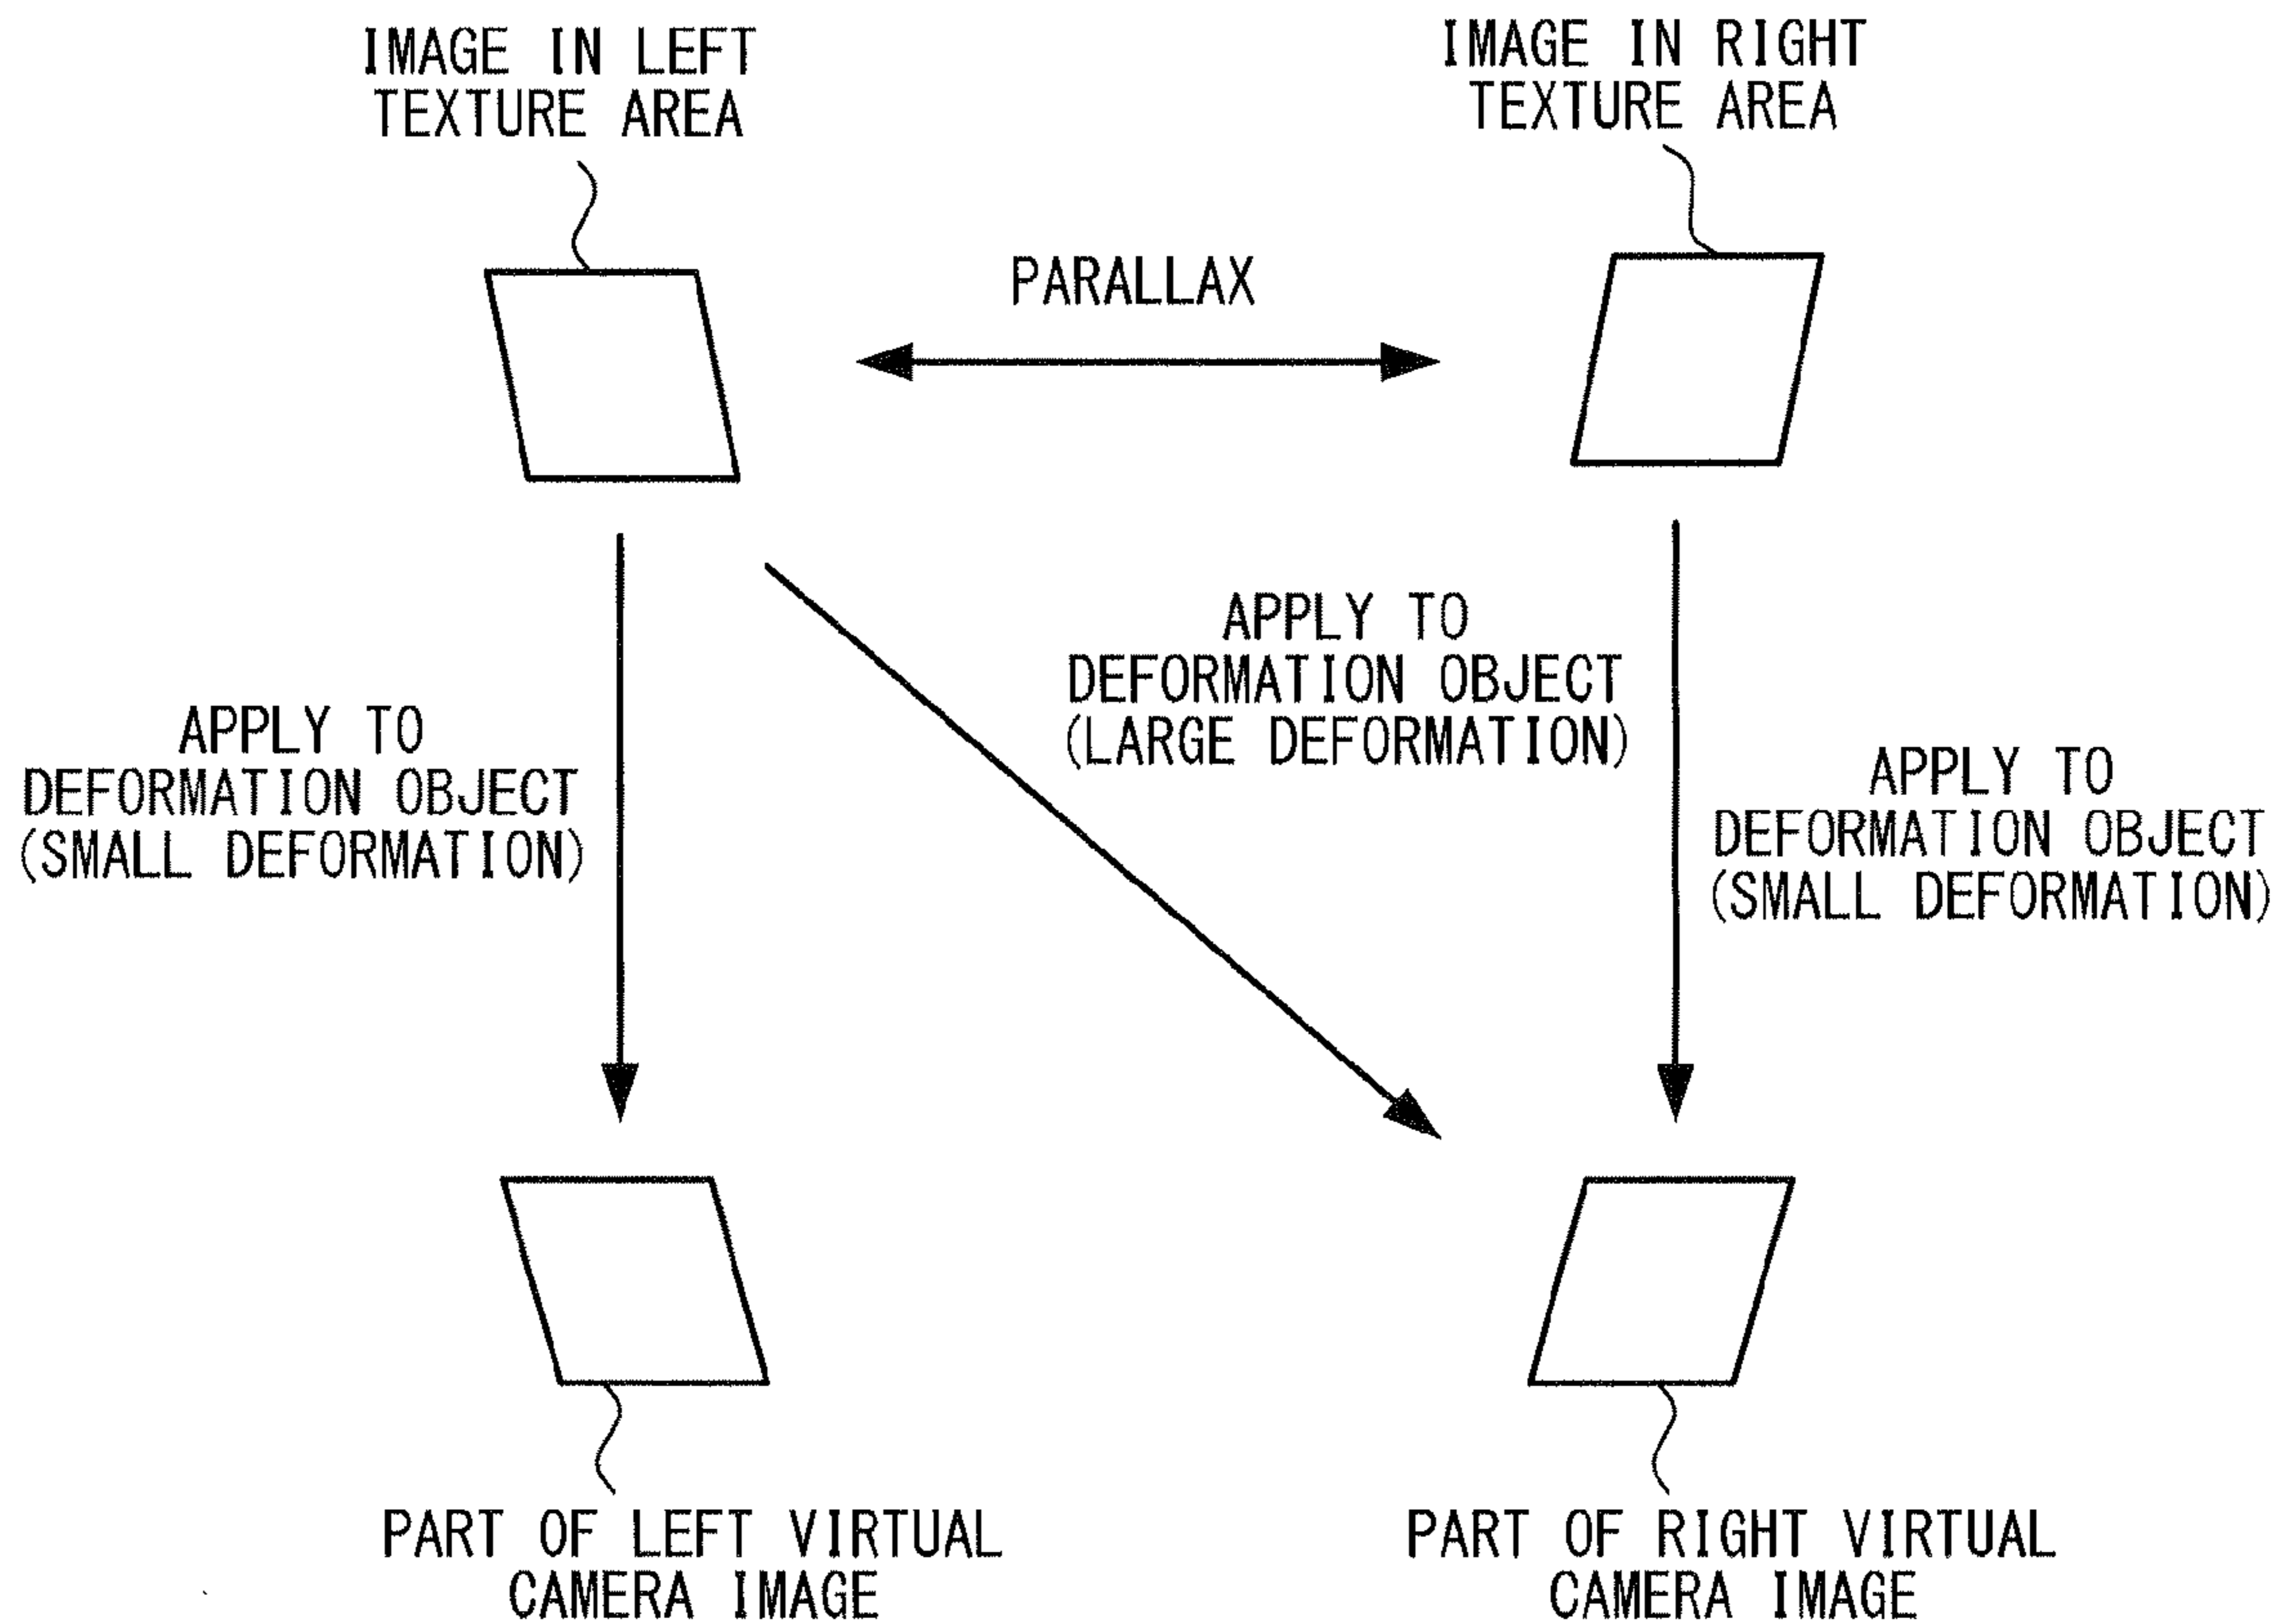 IMAGE IN LEFT
TEXTURE AREA
IMAGE IN RIGHT
TEXTURE AREA
PARALLAX
APPLY TO
DEFORMATION OBJECT
(LARGE DEFORMATION)
APPLY TO
DEFORMATION OBJECT
(SMALL DEFORMATION)
APPLY TO
DEFORMATION OBJECT
(SMALL DEFORMATION)
PART OF LEFT VIRTUAL
CAMERA IMAGE
PART OF RIGHT VIRTUAL
CAMERA IMAGE